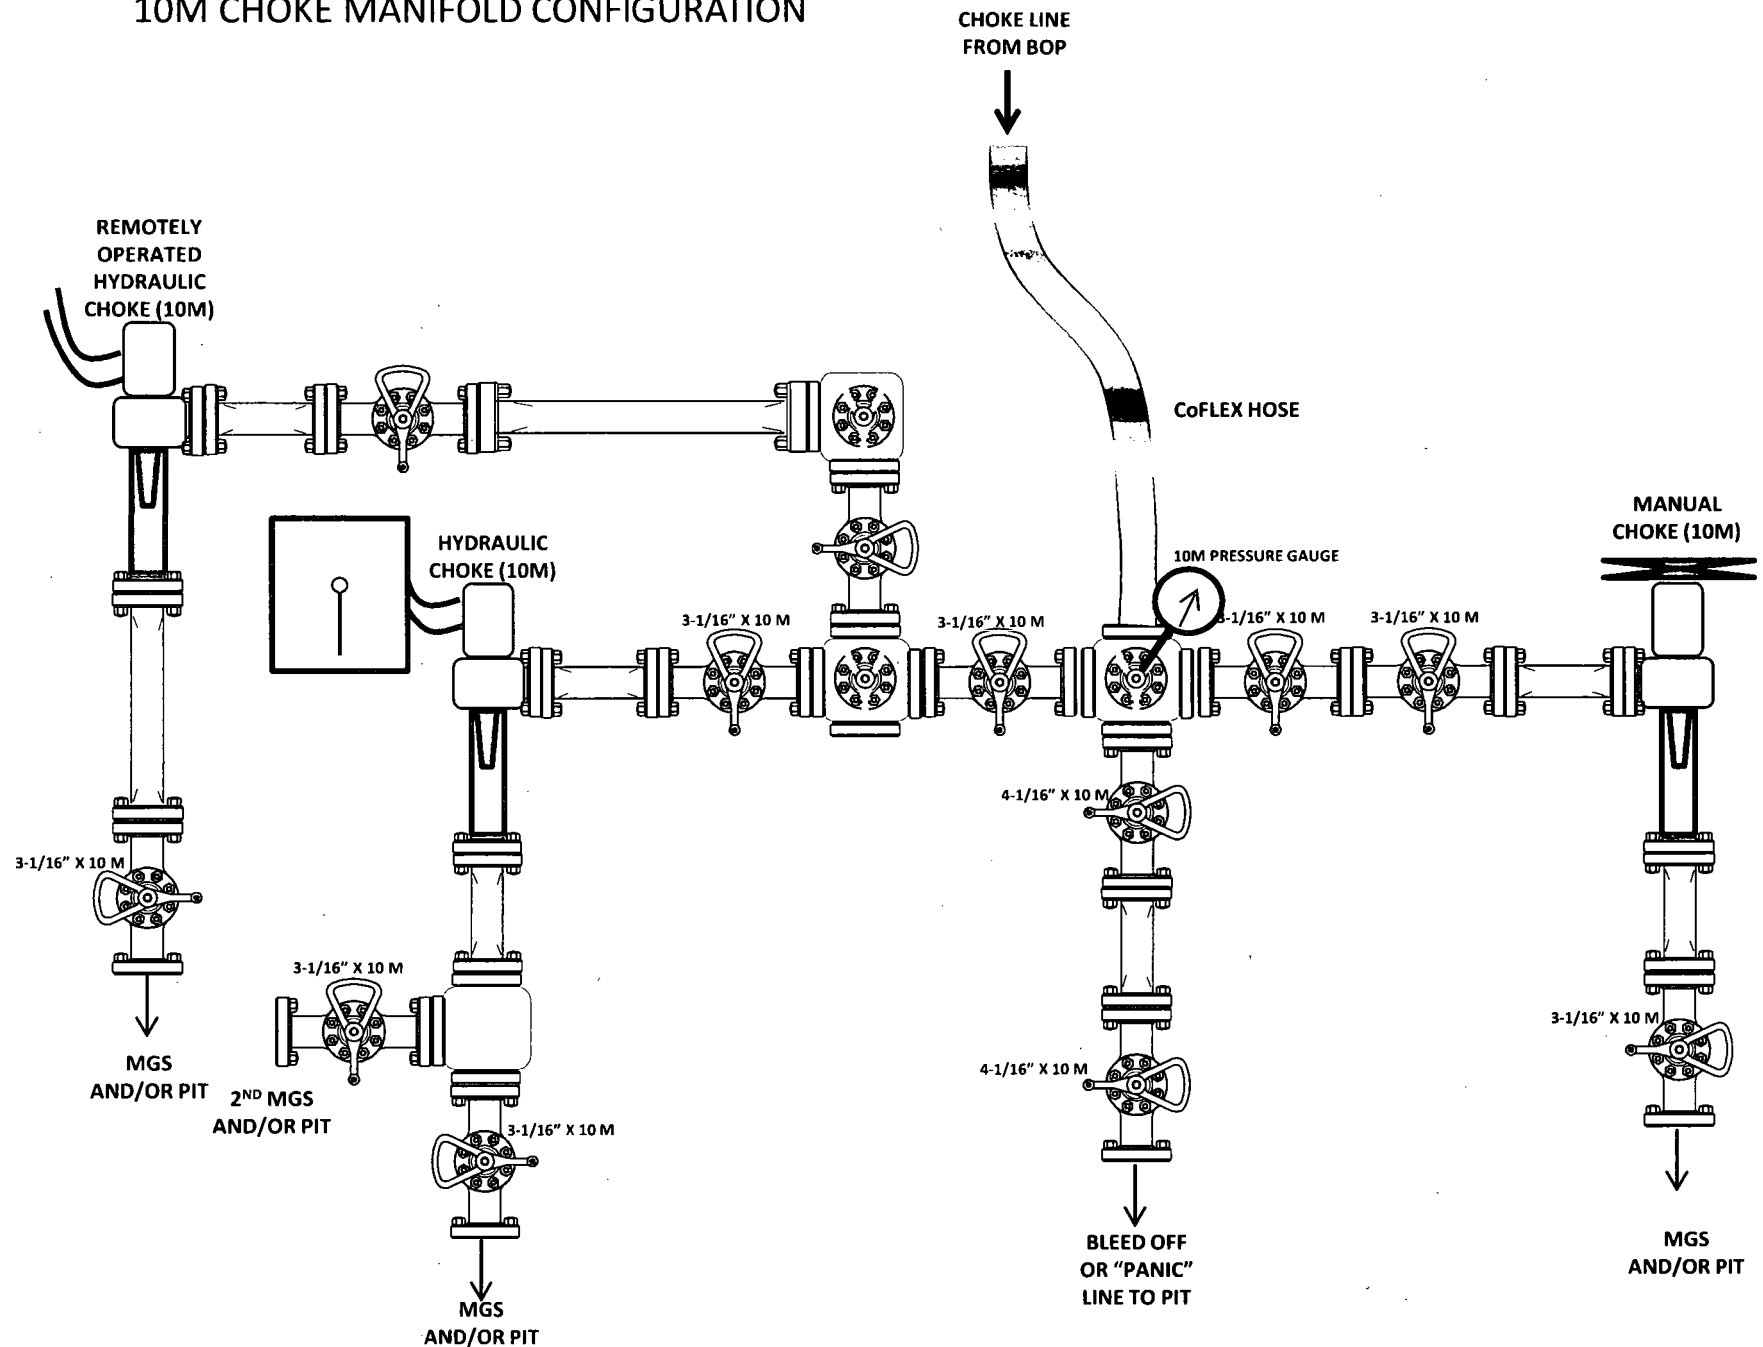 10M CHOKE MANIFOLD CONFIGURATION
CHOKE LINE
FROM BOP
REMOTELY
OPERATED
HYDRAULIC
CHOKE (10M)
CoFLEX HOSE
MANUAL
CHOKE (10M)
HYDRAULIC
CHOKE (10M)
10M PRESSURE GAUGE
3-1/16" X 10 M
3-1/16" X 10 M
-1/16" X 10 M
3-1/16" X 10 M
4-1/16" X 10 M
3-1/16" X 10 M
3-1/16" X 10 M
3-1/16" X 10 M
4-1/16" X 10 M
MGS
AND/OR PIT
2ND MGS
AND/OR PIT
3-1/16" X 10 M
BLEED OFF
OR "PANIC"
LINE TO PIT
MGS
AND/OR PIT
MGS
AND/OR PIT